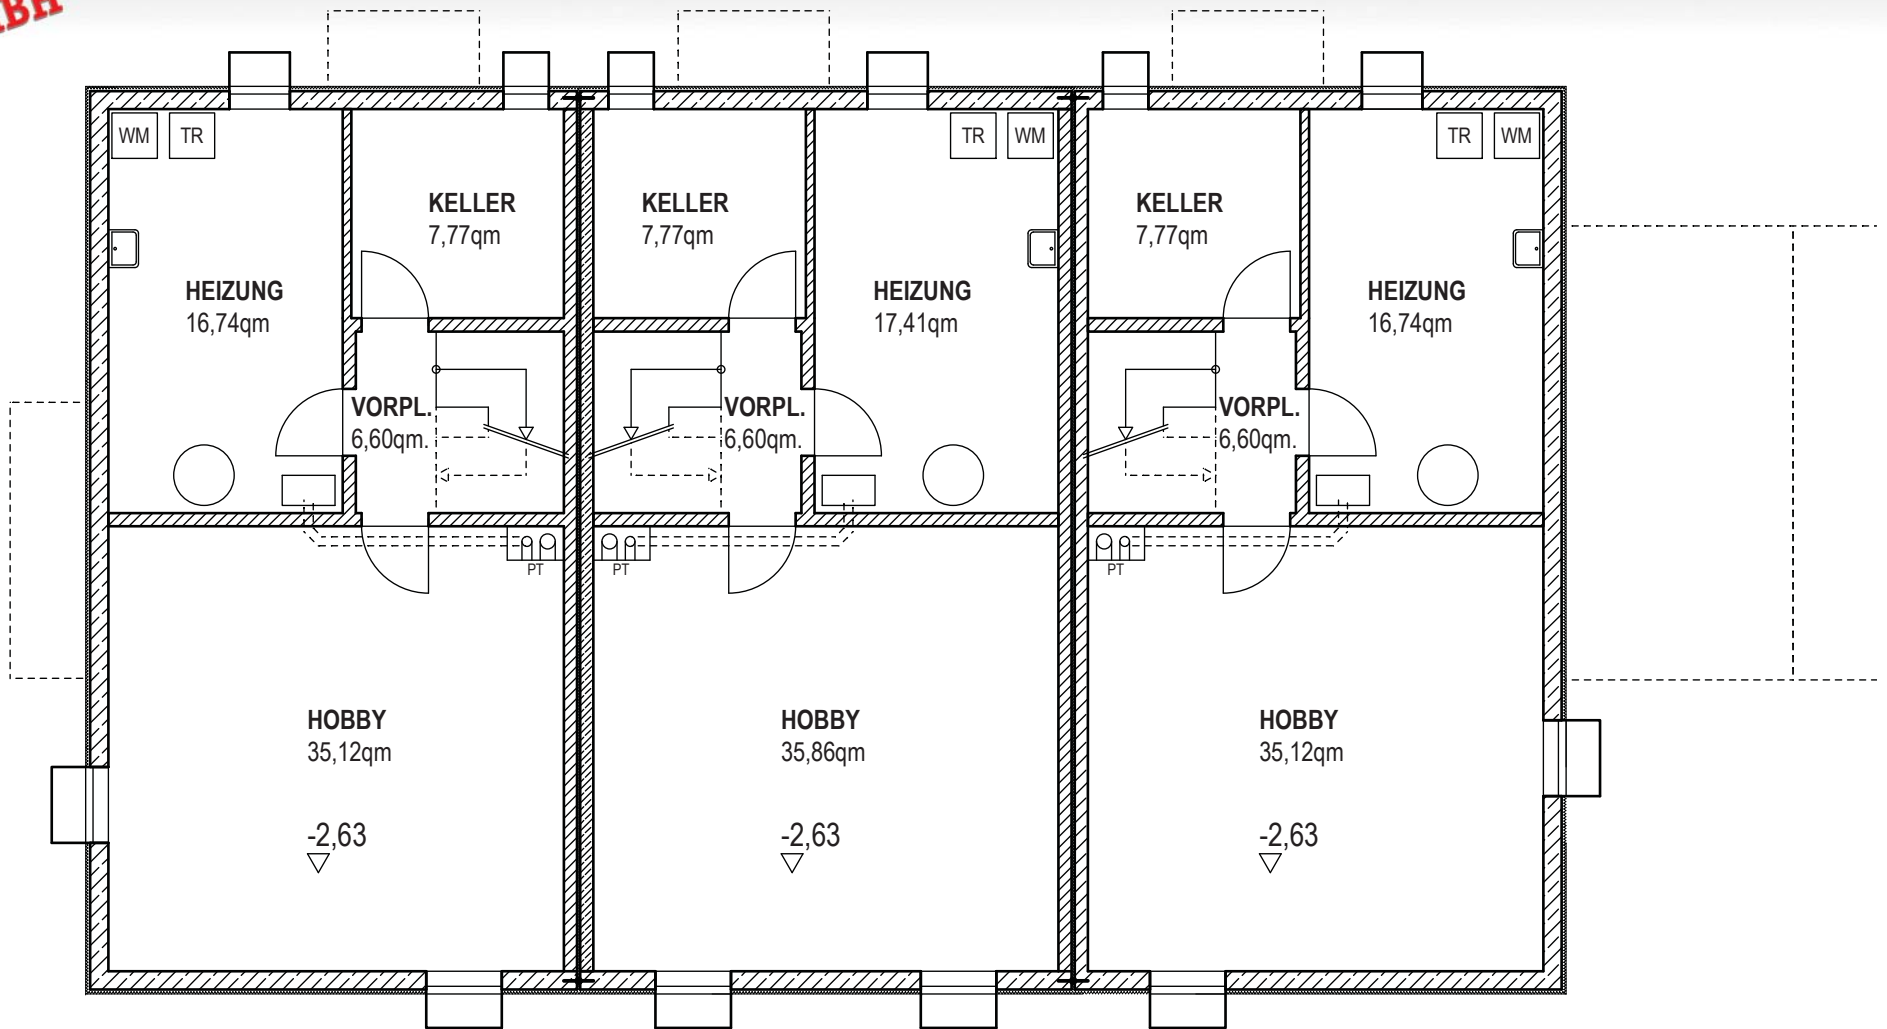 WM
TR
KELLER
7,77qm
HEIZUNG
16,74qm
VORPL.
6,60qm.
PT
HOBBY
35,12qm
-2,63
KELLER
7,77qm
TR
WM
HEIZUNG
17,41qm
VORPL.
6,60qm.
PT
HOBBY
35,86qm
-2,63
KELLER
7,77qm
TR
WM
HEIZUNG
16,74qm
VORPL.
6,60qm.
PT
HOBBY
35,12qm
-2,63